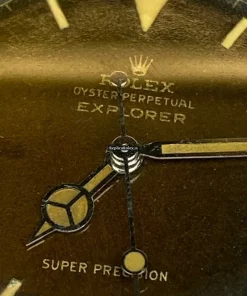 ROLEX
OYSTER PERPETUAL
EXPLORER
SUPER PRECISION